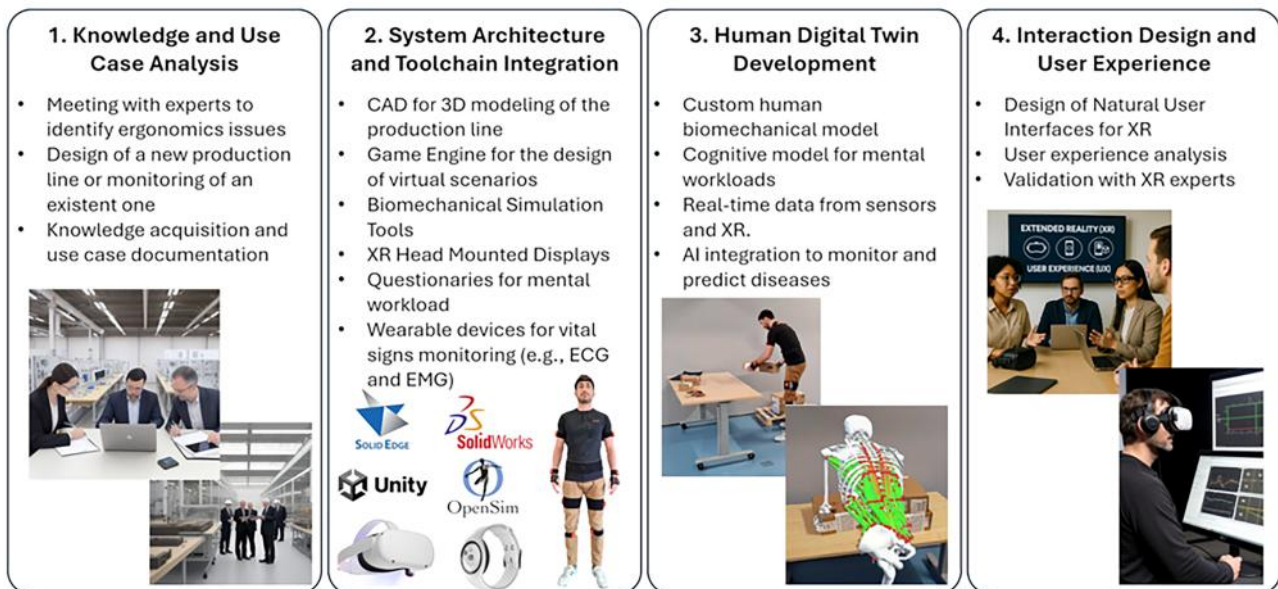 1. Knowledge and Use
Case Analysis
• Meeting with experts to
identify ergonomics issues
• Design of a new production
line or monitoring of an
existent one
• Knowledge acquisition and
use case documentation
2. System Architecture
and Toolchain Integration
• CAD for 3D modeling of the
production line
• Game Engine for the design
of virtual scenarios
• Biomechanical Simulation
Tools
• XR Head Mounted Displays
• Questionaries for mental
workload
• Wearable devices for vital
signs monitoring (e.g., ECG
and EMG)
SOLID EDGE
SOLIDWORKS
Unity
OpenSim
3. Human Digital Twin
Development
• Custom human
biomechanical model
• Cognitive model for mental
workloads
• Real-time data from sensors
and XR.
• AI integration to monitor and
predict diseases
4. Interaction Design and
User Experience
• Design of Natural User
Interfaces for XR
• User experience analysis
• Validation with XR experts
EXTENDED REALITY (XR)
USER EXPERIENCE (UX)